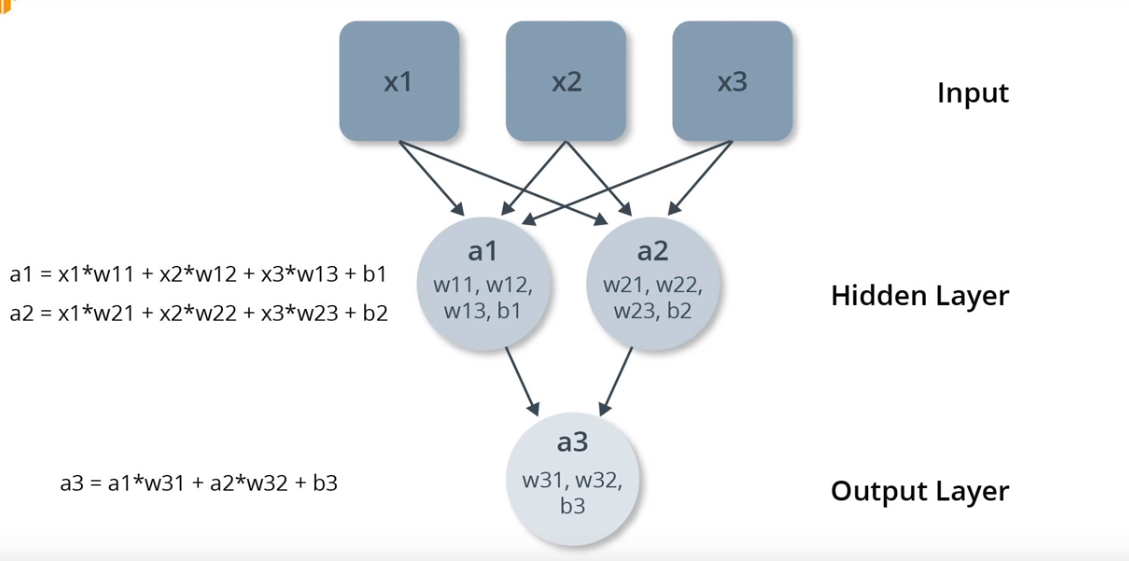 x1
x2
x3
Input
a1 = x1*w11 + x2*w12 + x3*w13 + b1
a2 = x1*w21 + x2*w22 + x3*w23 + b2
a1
w11, w12,
w13, b1
a2
w21, w22,
w23, b2
Hidden Layer
a3 = a1*w31 + a2*w32 + b3
a3
w31, w32,
b3
Output Layer